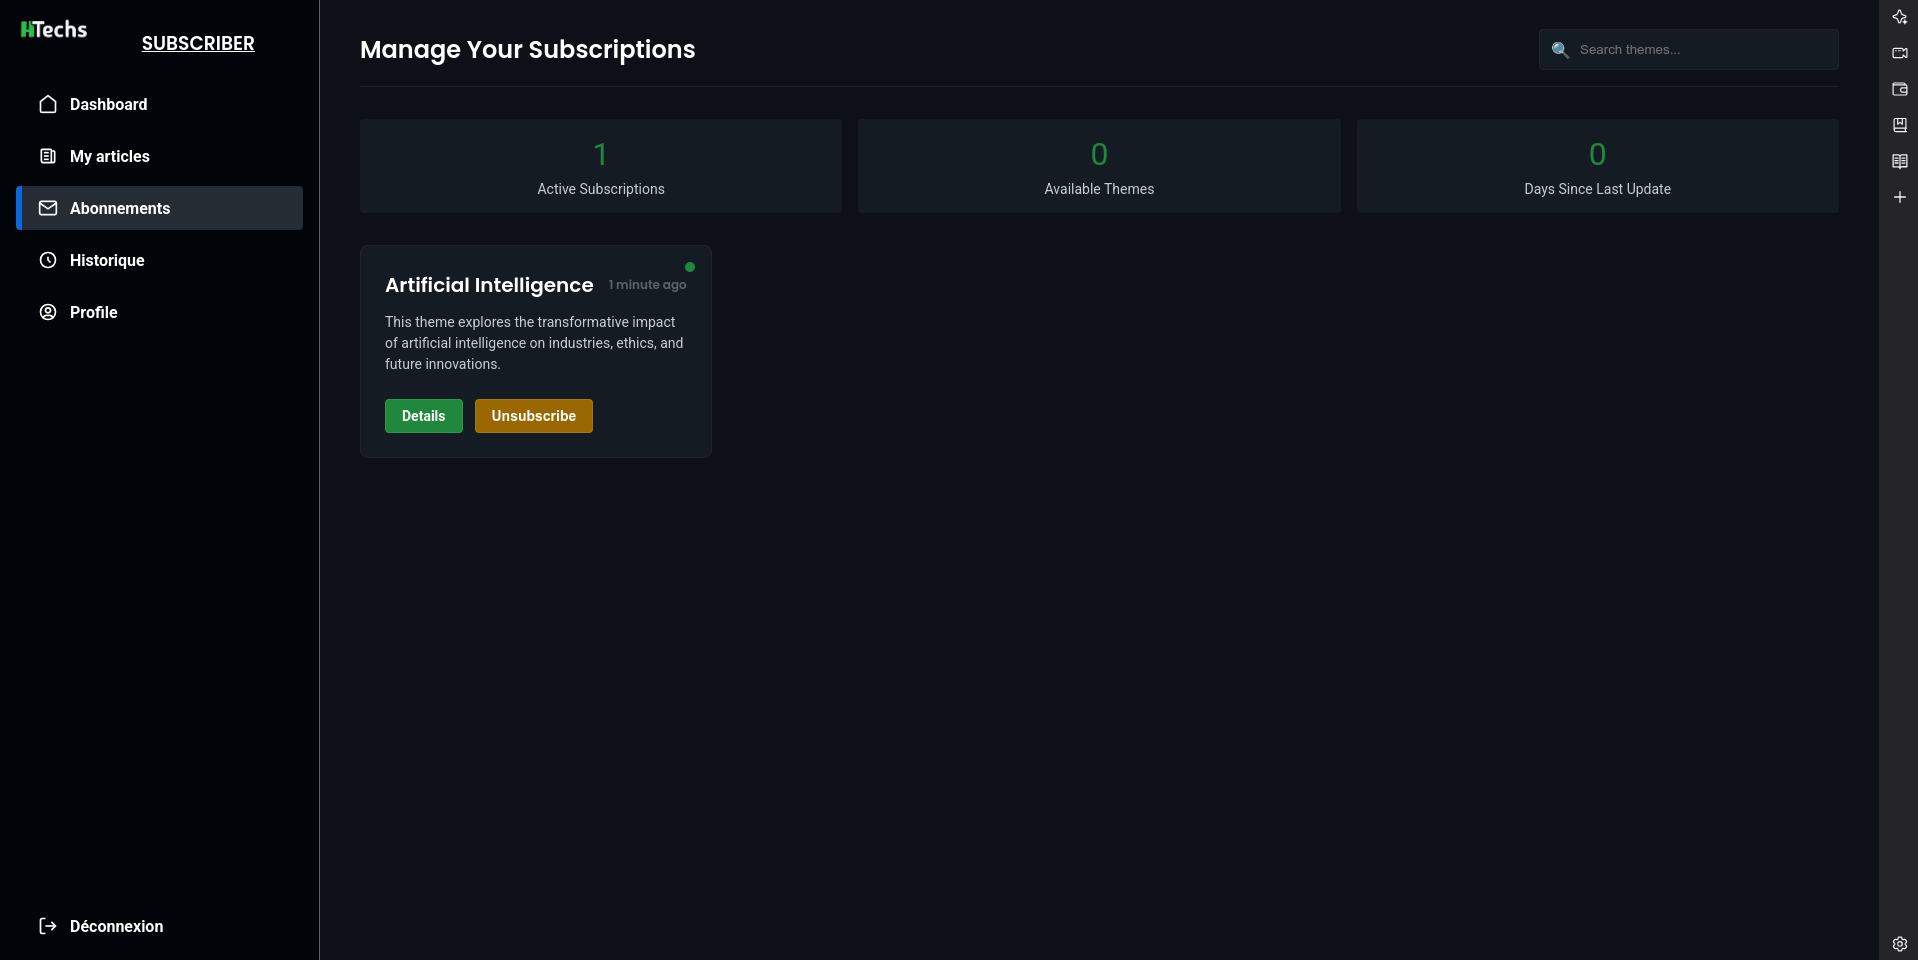 HTechs
SUBSCRIBER
Dashboard
My articles
Abonnements
Historique
Profile
Déconnexion
Manage Your Subscriptions
Search themes...
1
Active Subscriptions
0
Available Themes
0
Days Since Last Update
Artificial Intelligence 1 minute ago
This theme explores the transformative impact
of artificial intelligence on industries, ethics, and
future innovations.
Details
Unsubscribe